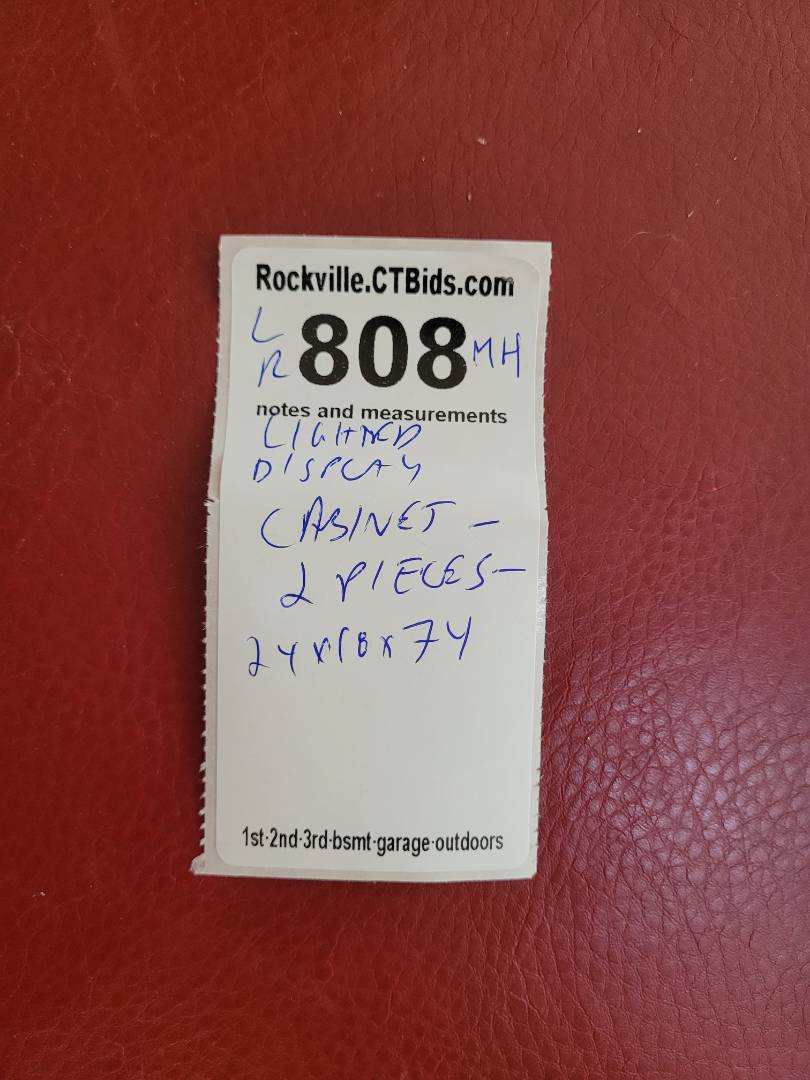 Rockville.CTBids.com
L
R 808 MH
notes and measurements
LIGHTED
DISPLAY
CABINET -
2 PIECES -
24x18x74
1st·2nd·3rd·bsmt·garage·outdoors